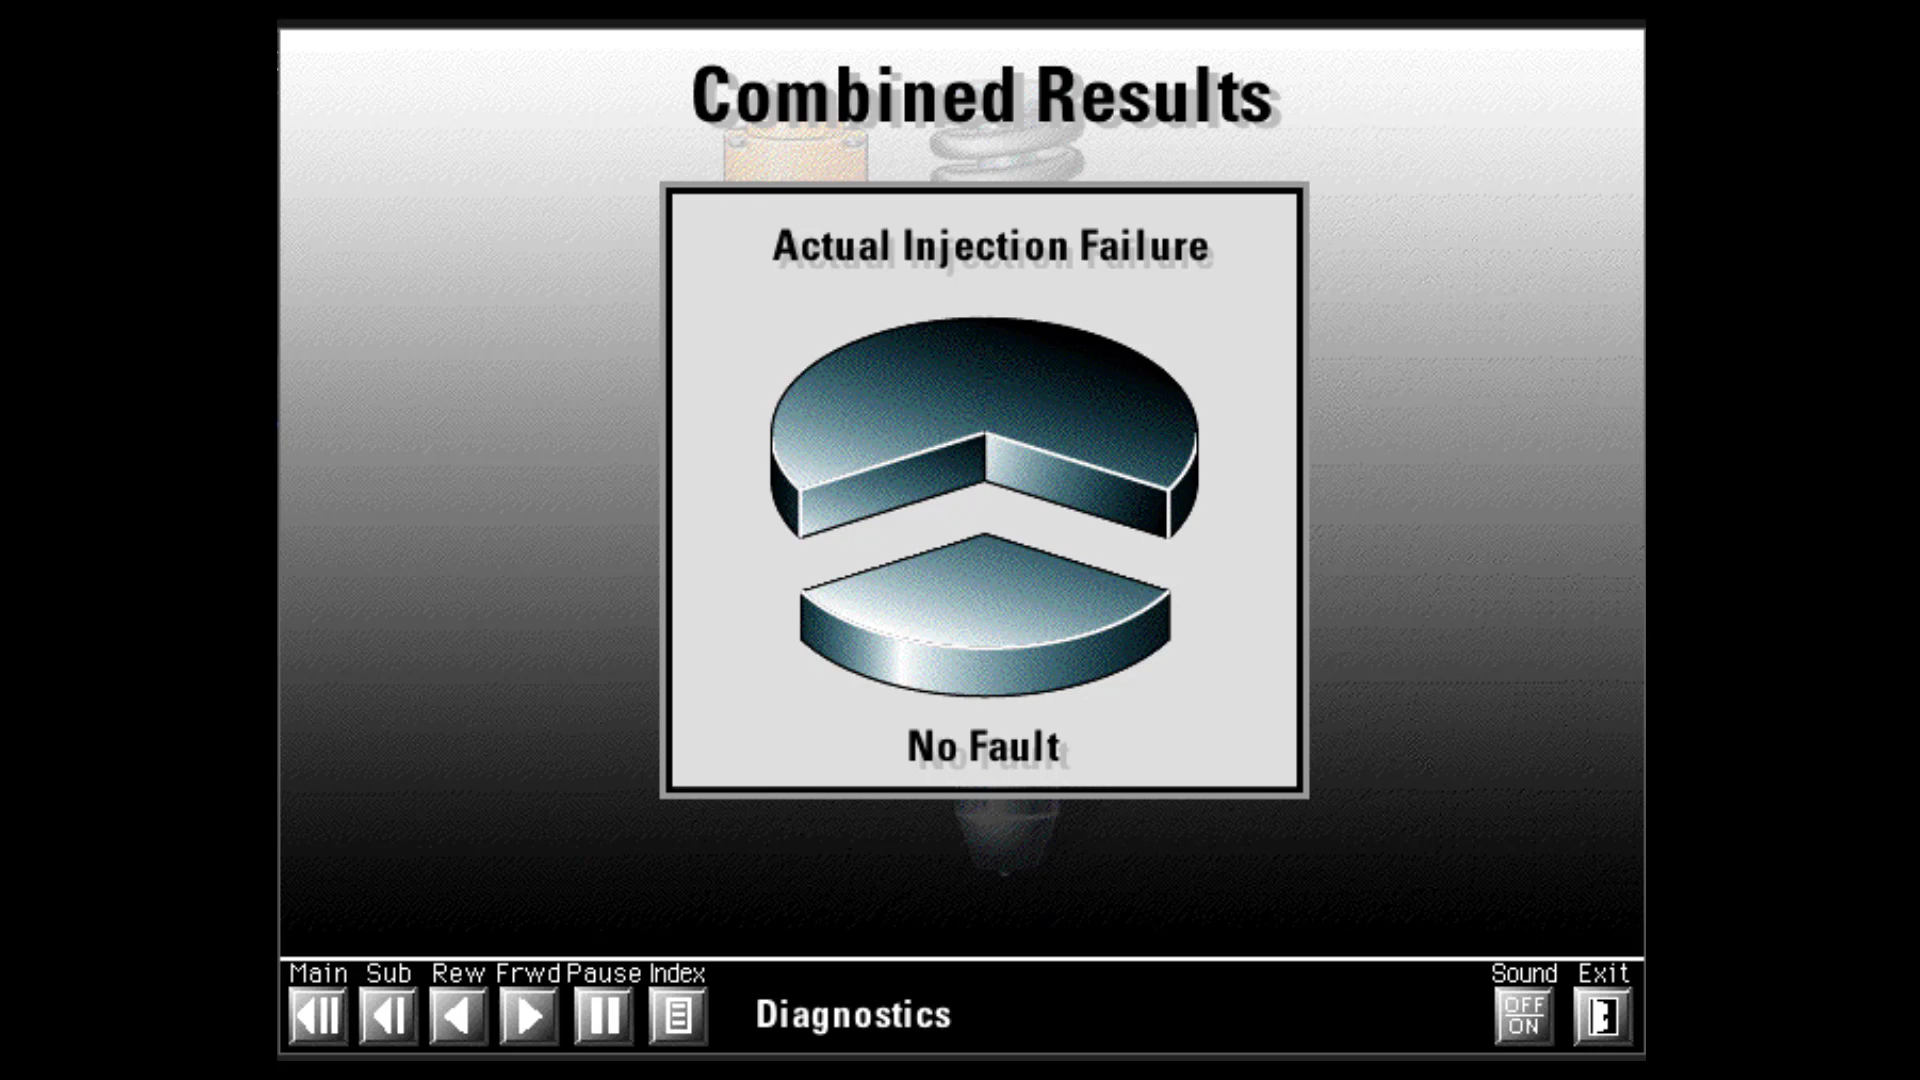 Combined Results
Actual Injection Failure
No Fault
Main Sub Rew Frwd Pause Index
Sound Exit
OFF
ON
Diagnostics